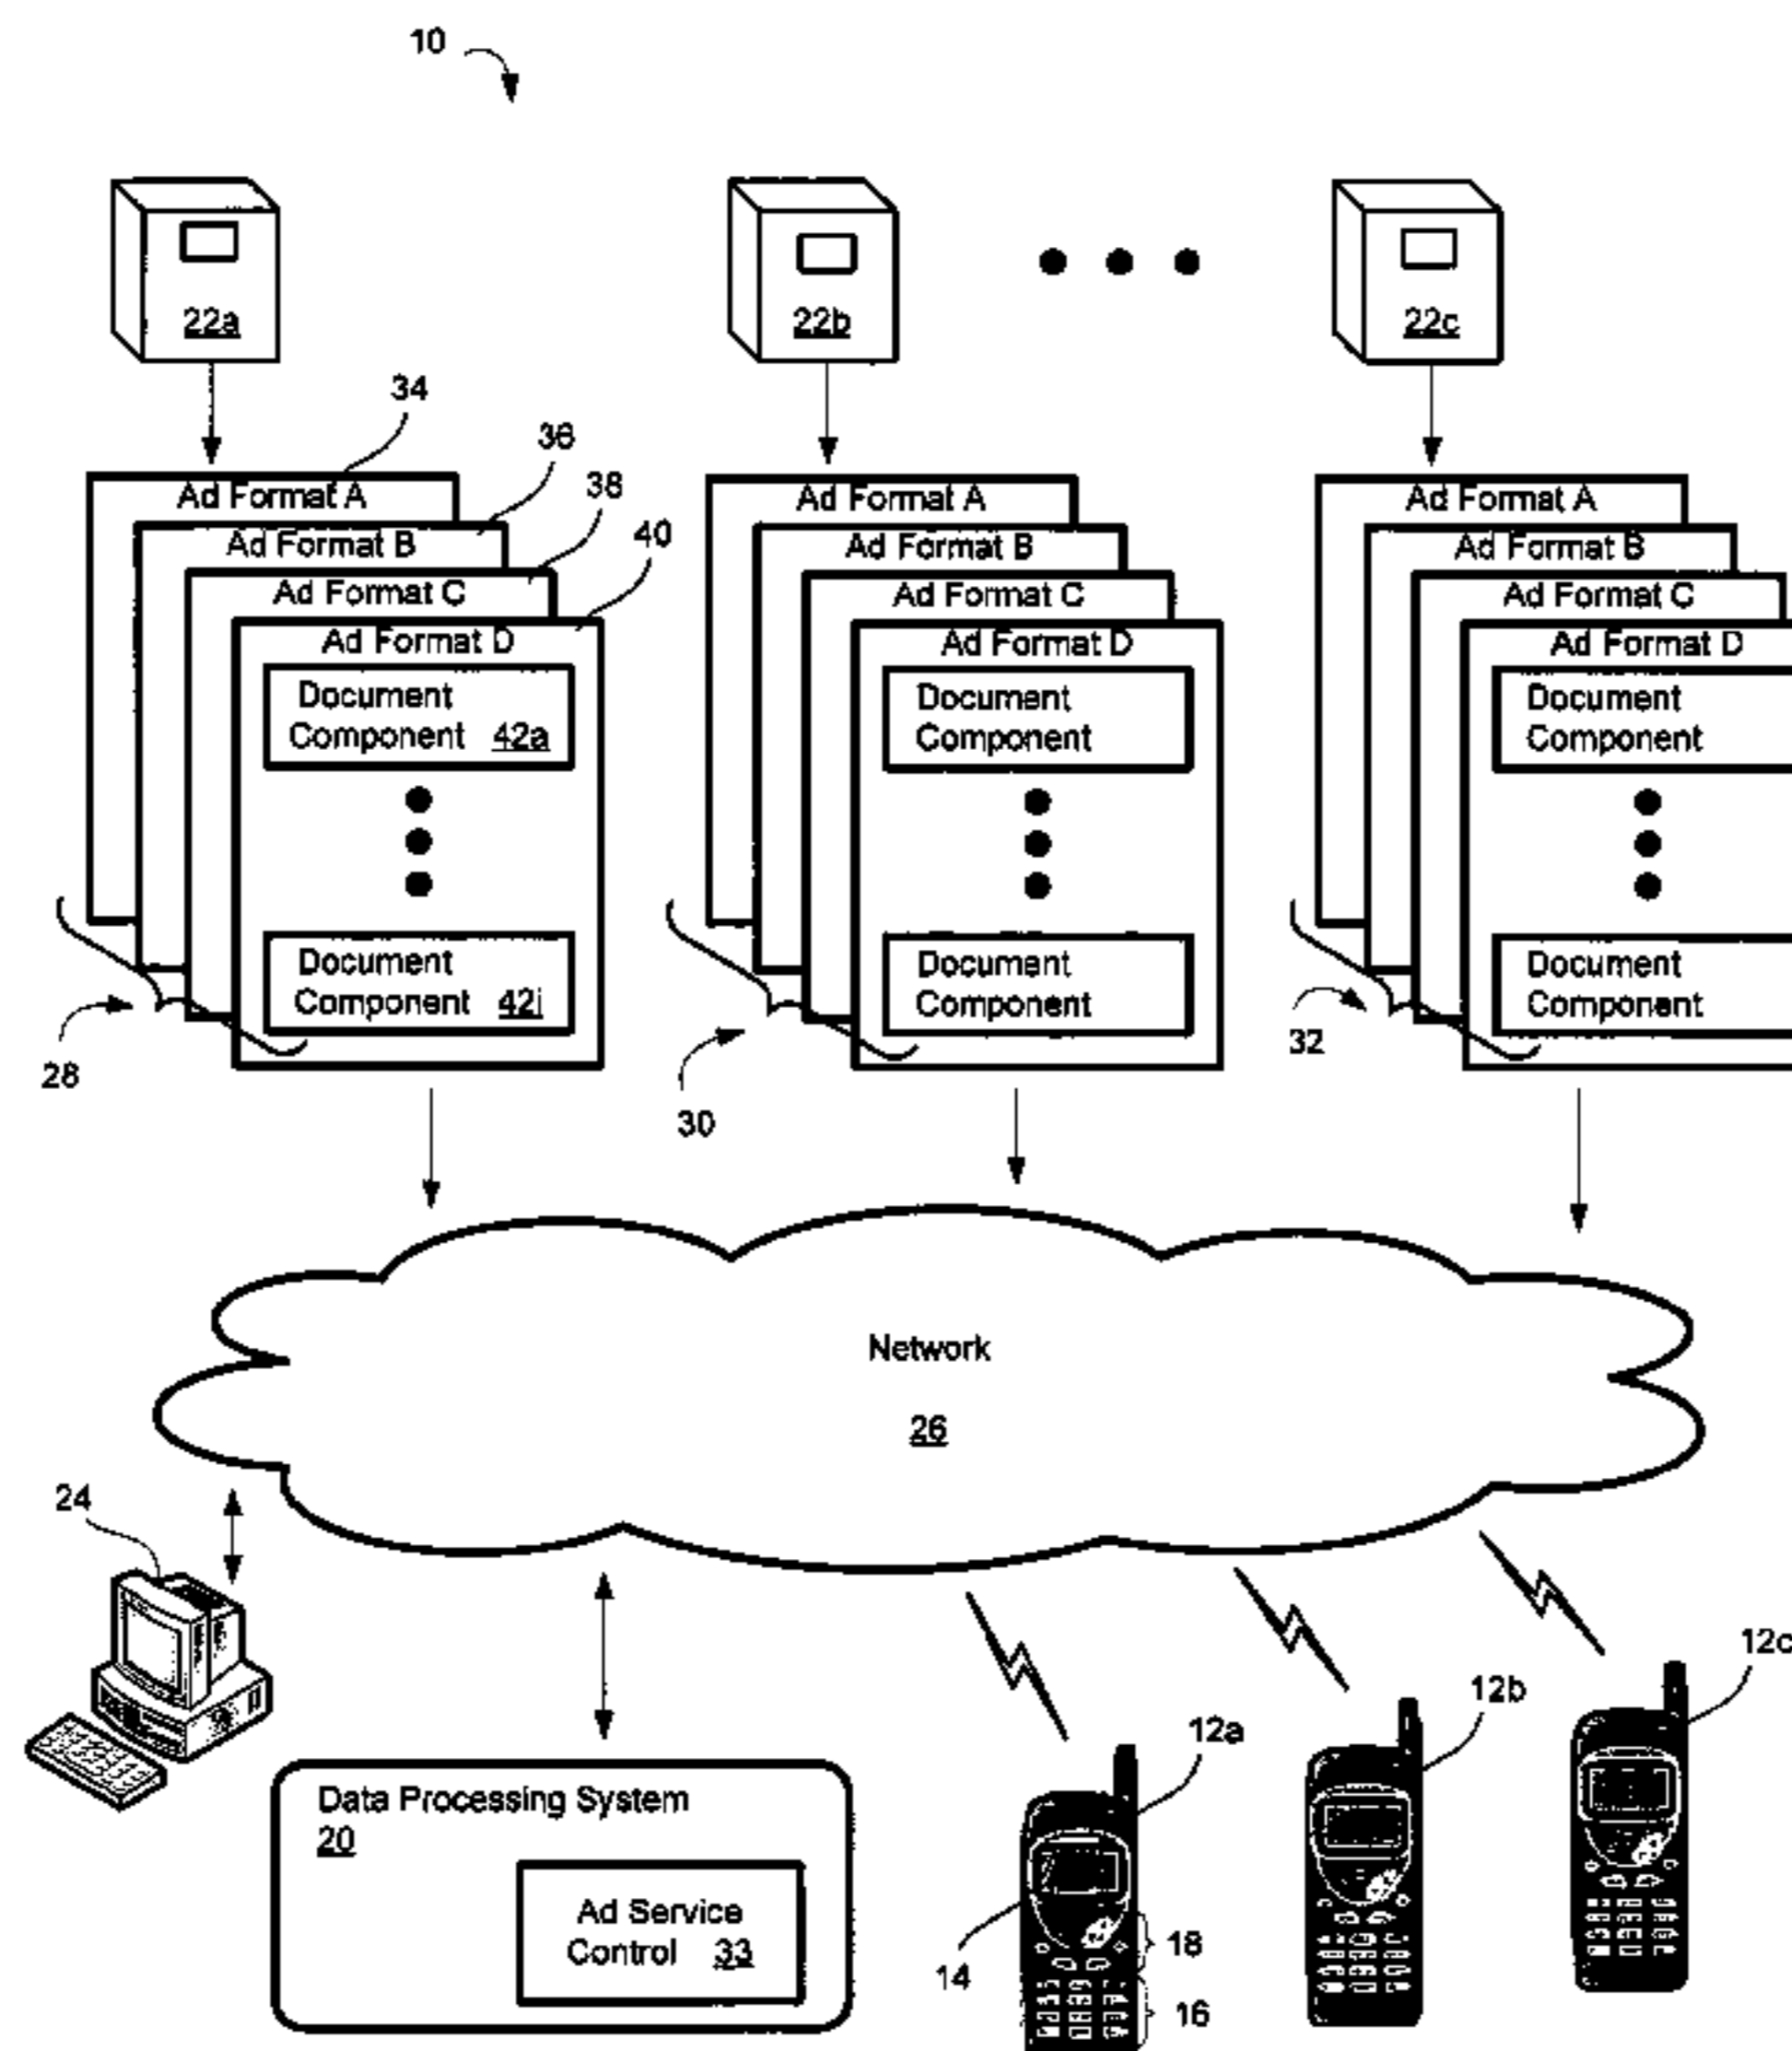 10
22a
22b
22c
34
36
38
40
Ad Format A
Ad Format B
Ad Format C
Ad Format D
Document
Component 42a
Document
Component 42j
28
Ad Format A
Ad Format B
Ad Format C
Ad Format D
Document
Component
Document
Component
30
Ad Format A
Ad Format B
Ad Format C
Ad Format D
Document
Component
Document
Component
32
Network
26
24
Data Processing System
20
Ad Service
Control 33
12a
12b
12c
14
18
16